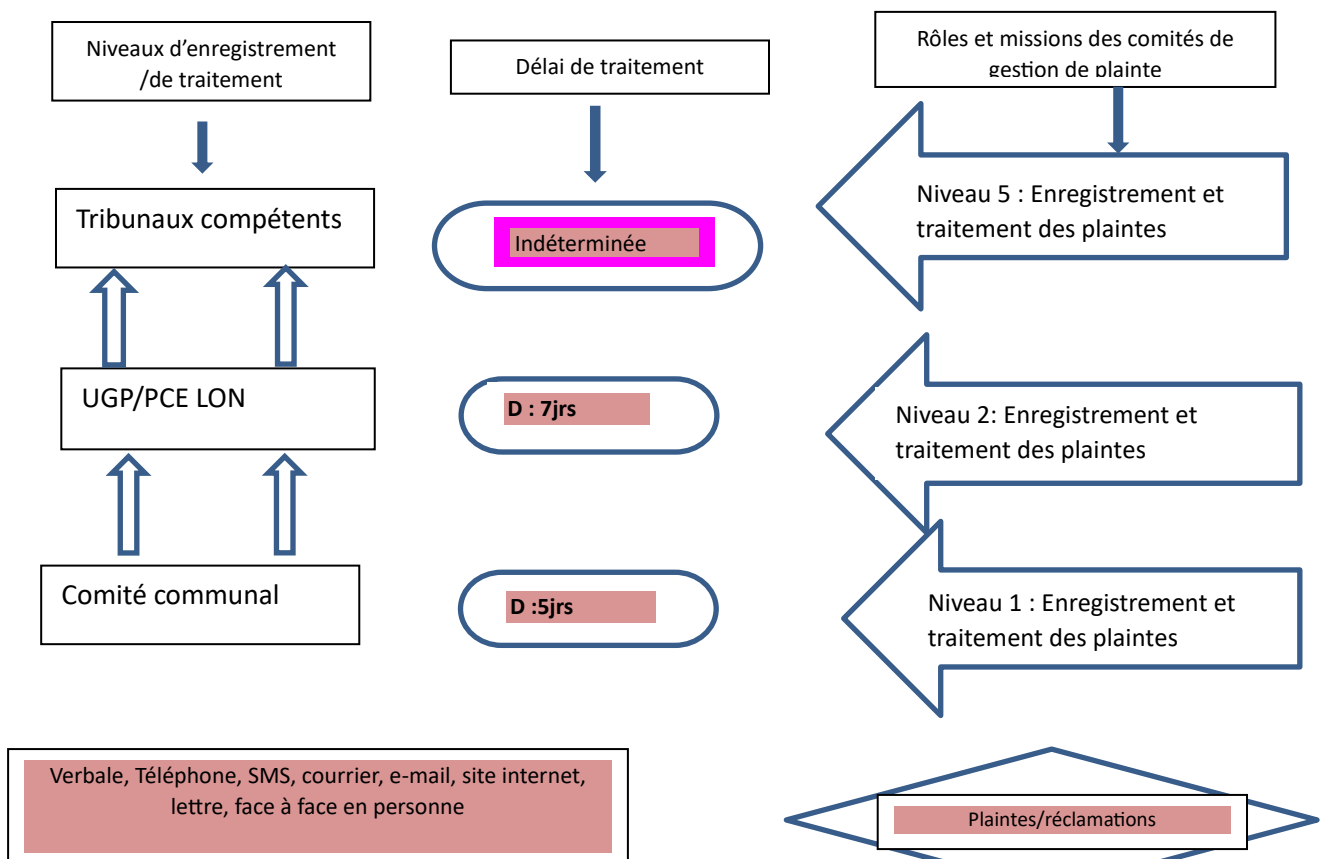 Niveaux d'enregistrement
/de traitement
Délai de traitement
Rôles et missions des comités de
gestion de plainte
Tribunaux compétents
Indéterminée
Niveau 5 : Enregistrement et
traitement des plaintes
UGP/PCE LON
D : 7jrs
Niveau 2: Enregistrement et
traitement des plaintes
Comité communal
D :5jrs
Niveau 1 : Enregistrement et
traitement des plaintes
Verbale, Téléphone, SMS, courrier, e-mail, site internet,
lettre, face à face en personne
Plaintes/réclamations